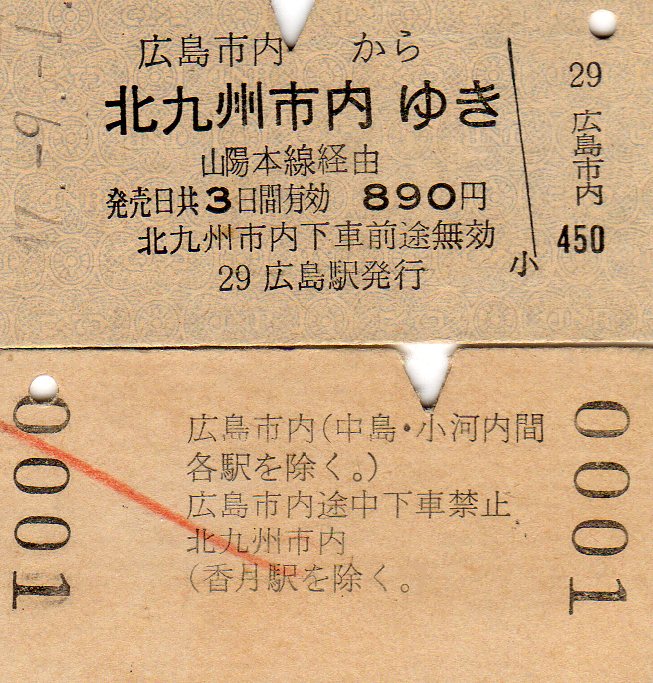 広島市内 から
北九州市内 ゆき
山陽本線経由
発売日共3日間有効 890円
北九州市内下車前途無効
29 広島駅発行
小
29
広島市内
450
0001
広島市内(中島・小河内間
各駅を除く。)
広島市内途中下車禁止
北九州市内
(香月駅を除く。
0001